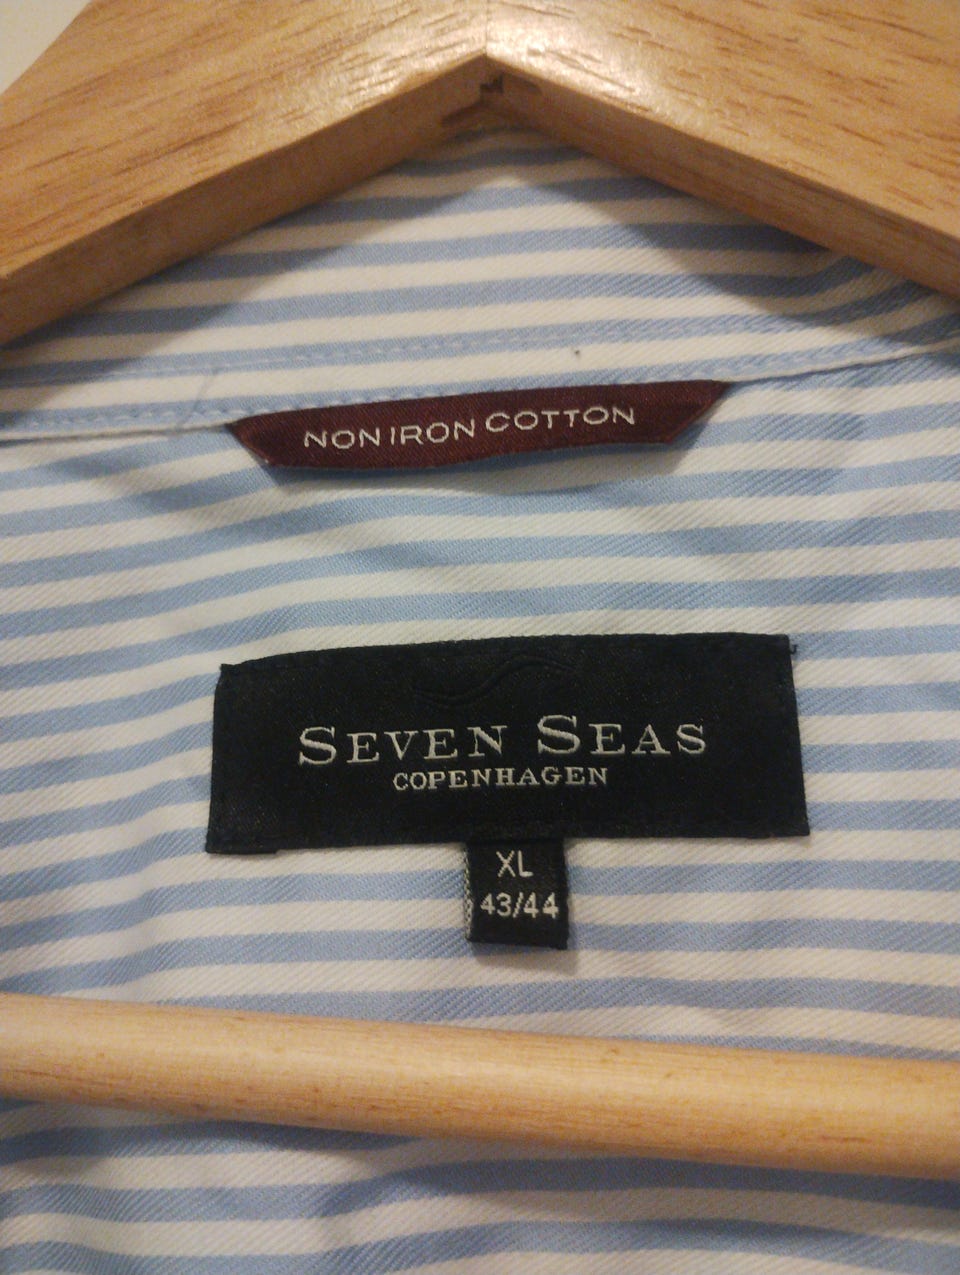 NON IRON COTTON
SEVEN SEAS
COPENHAGEN
XL
43/44